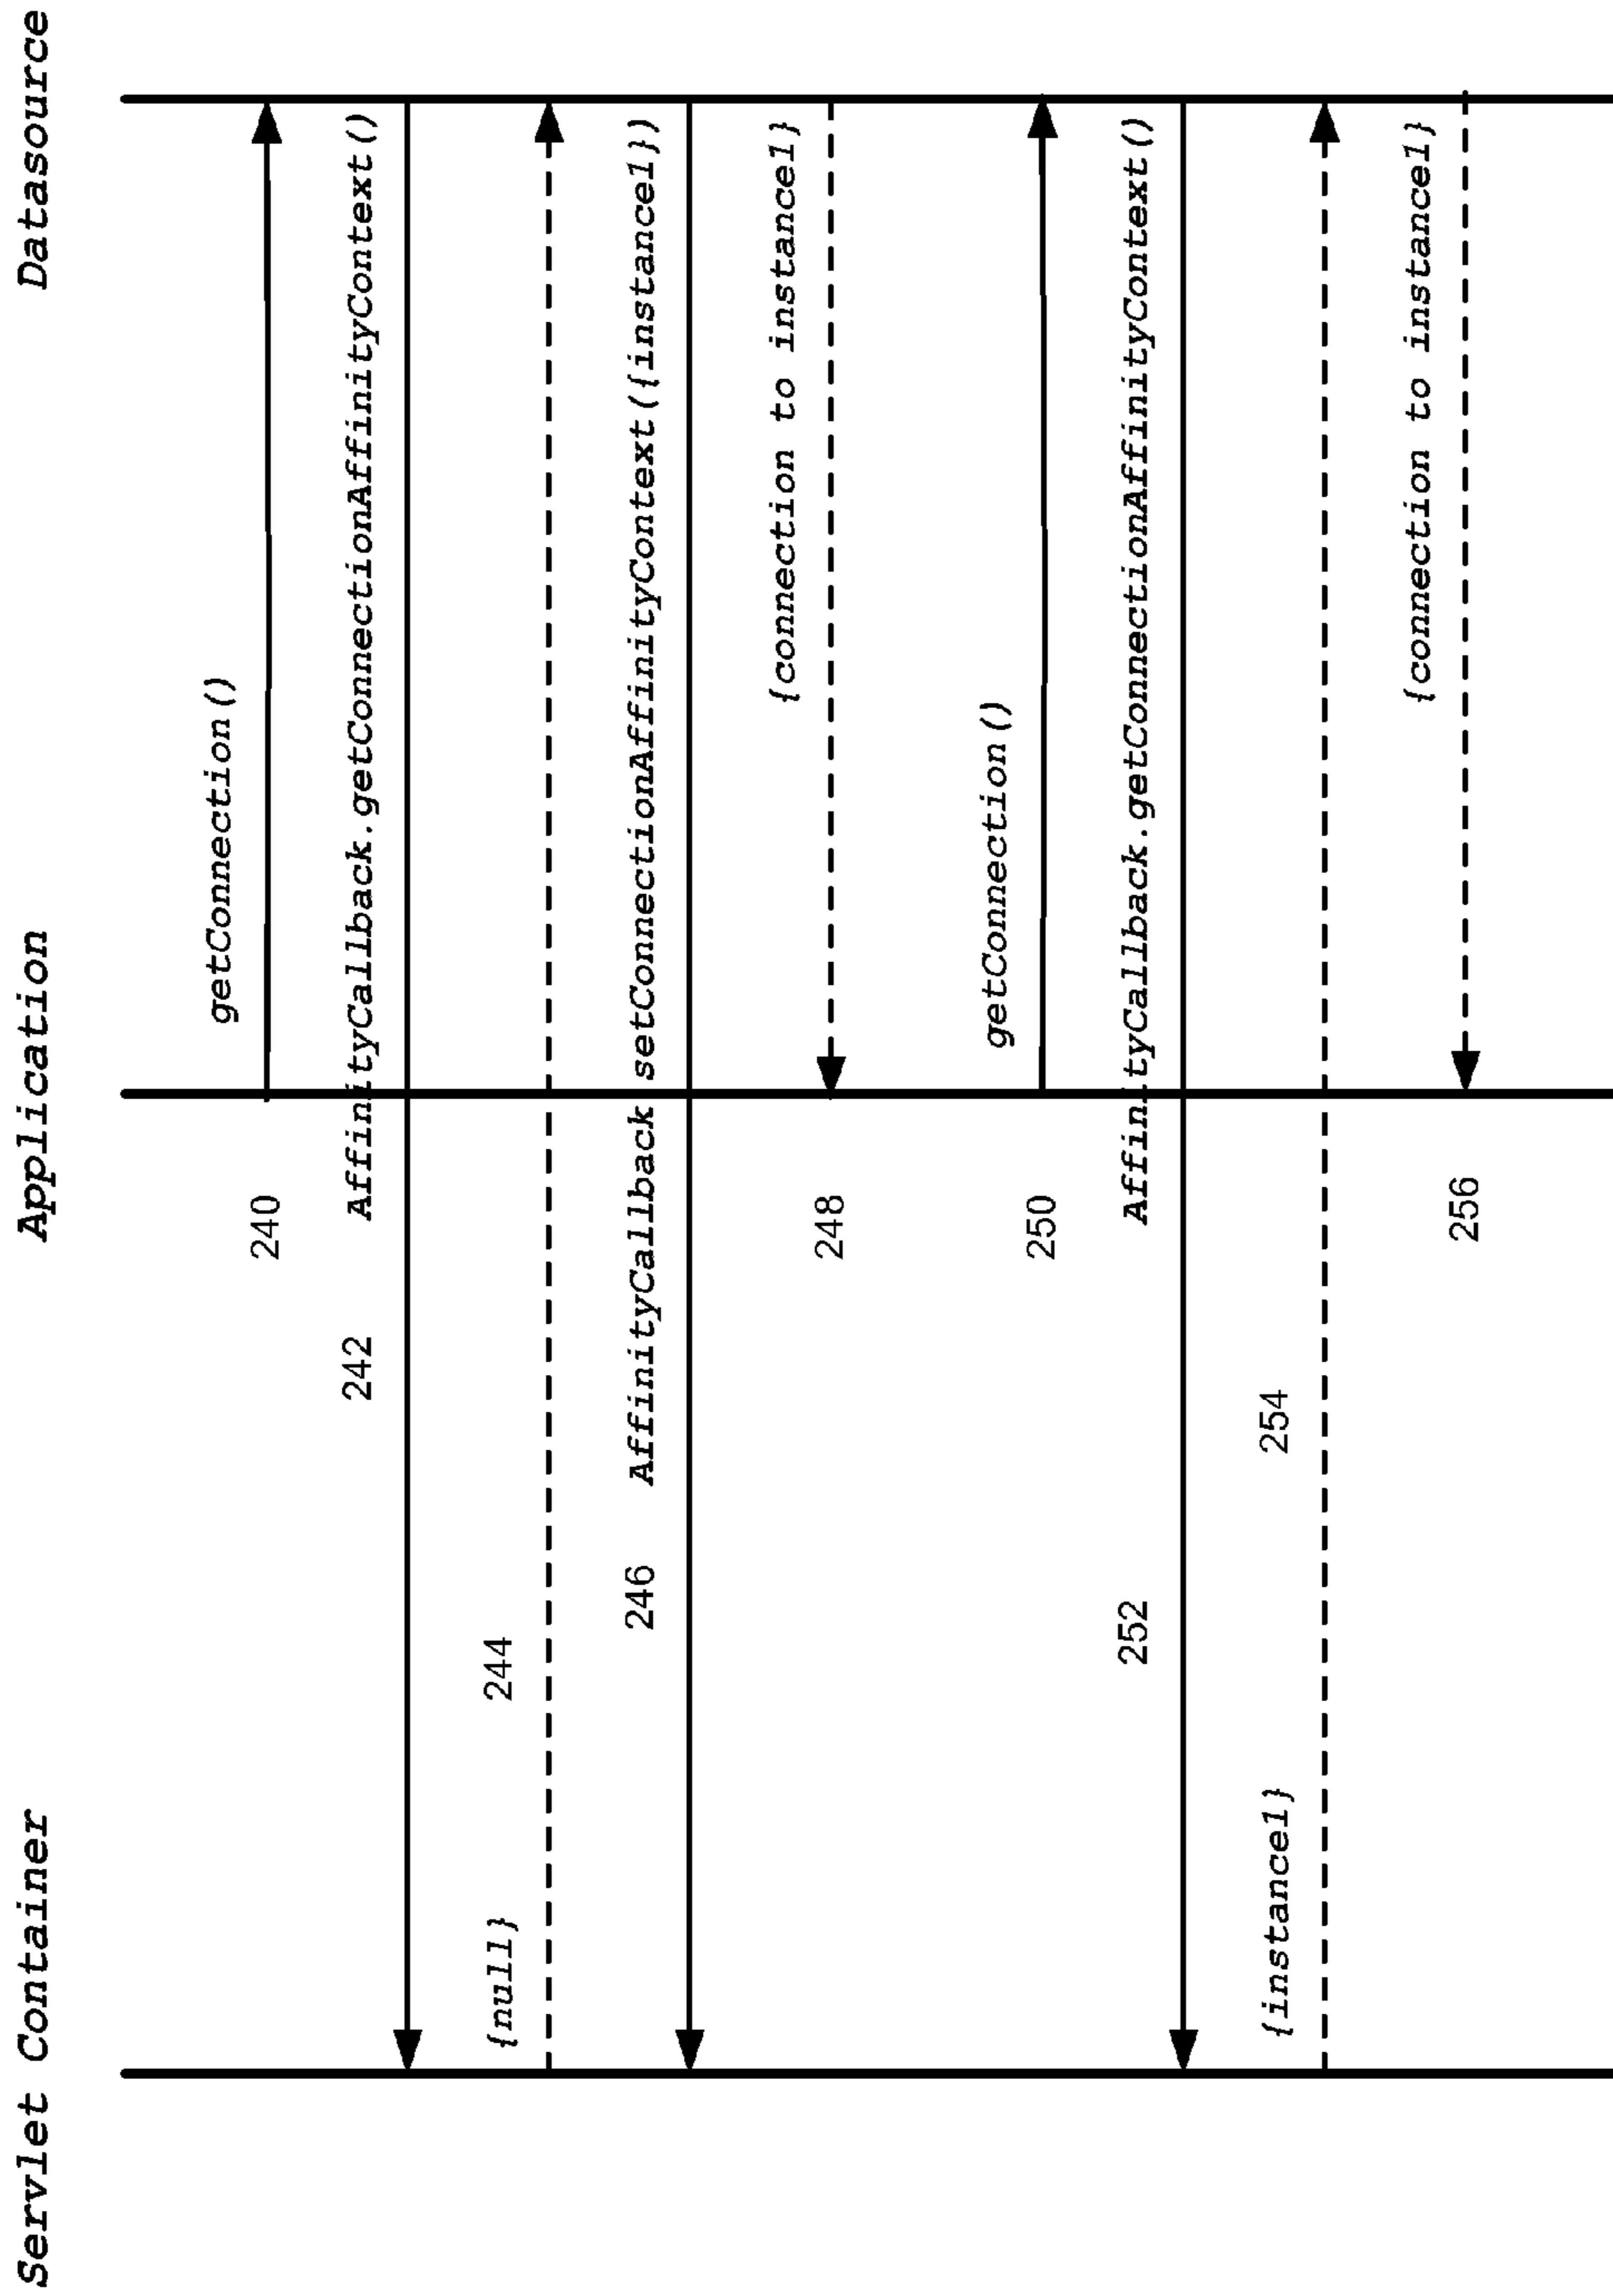 Servlet Container Application Datasource
getConnection()
240
242 AffinityCallback.getConnectionAffinityContext()
{null} 244
246 AffinityCallback setConnectionAffinityContext({instance1})
{connection to instance1}
248
getConnection()
250
252 AffinityCallback.getConnectionAffinityContext()
{instance1} 254
{connection to instance1}
256